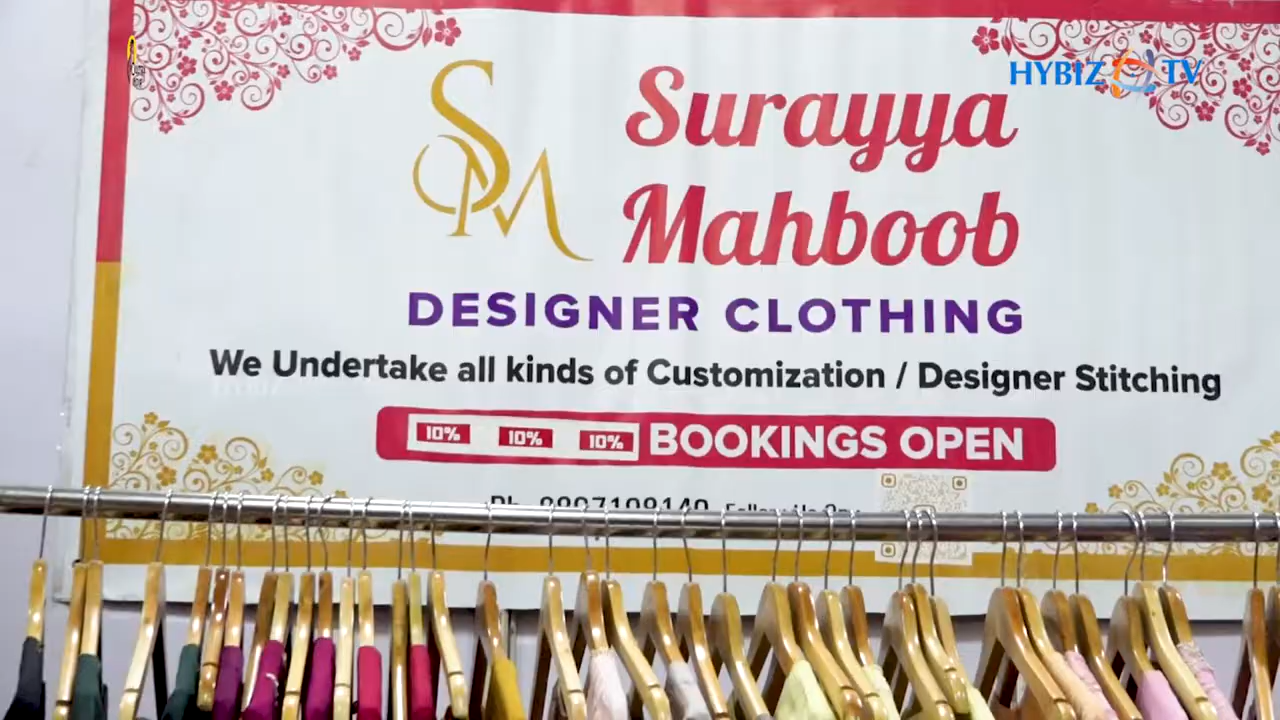 HYBIZ TV
SM
Surayya
Mahboob
DESIGNER CLOTHING
We Undertake all kinds of Customization / Designer Stitching
10% 10% 10% BOOKINGS OPEN